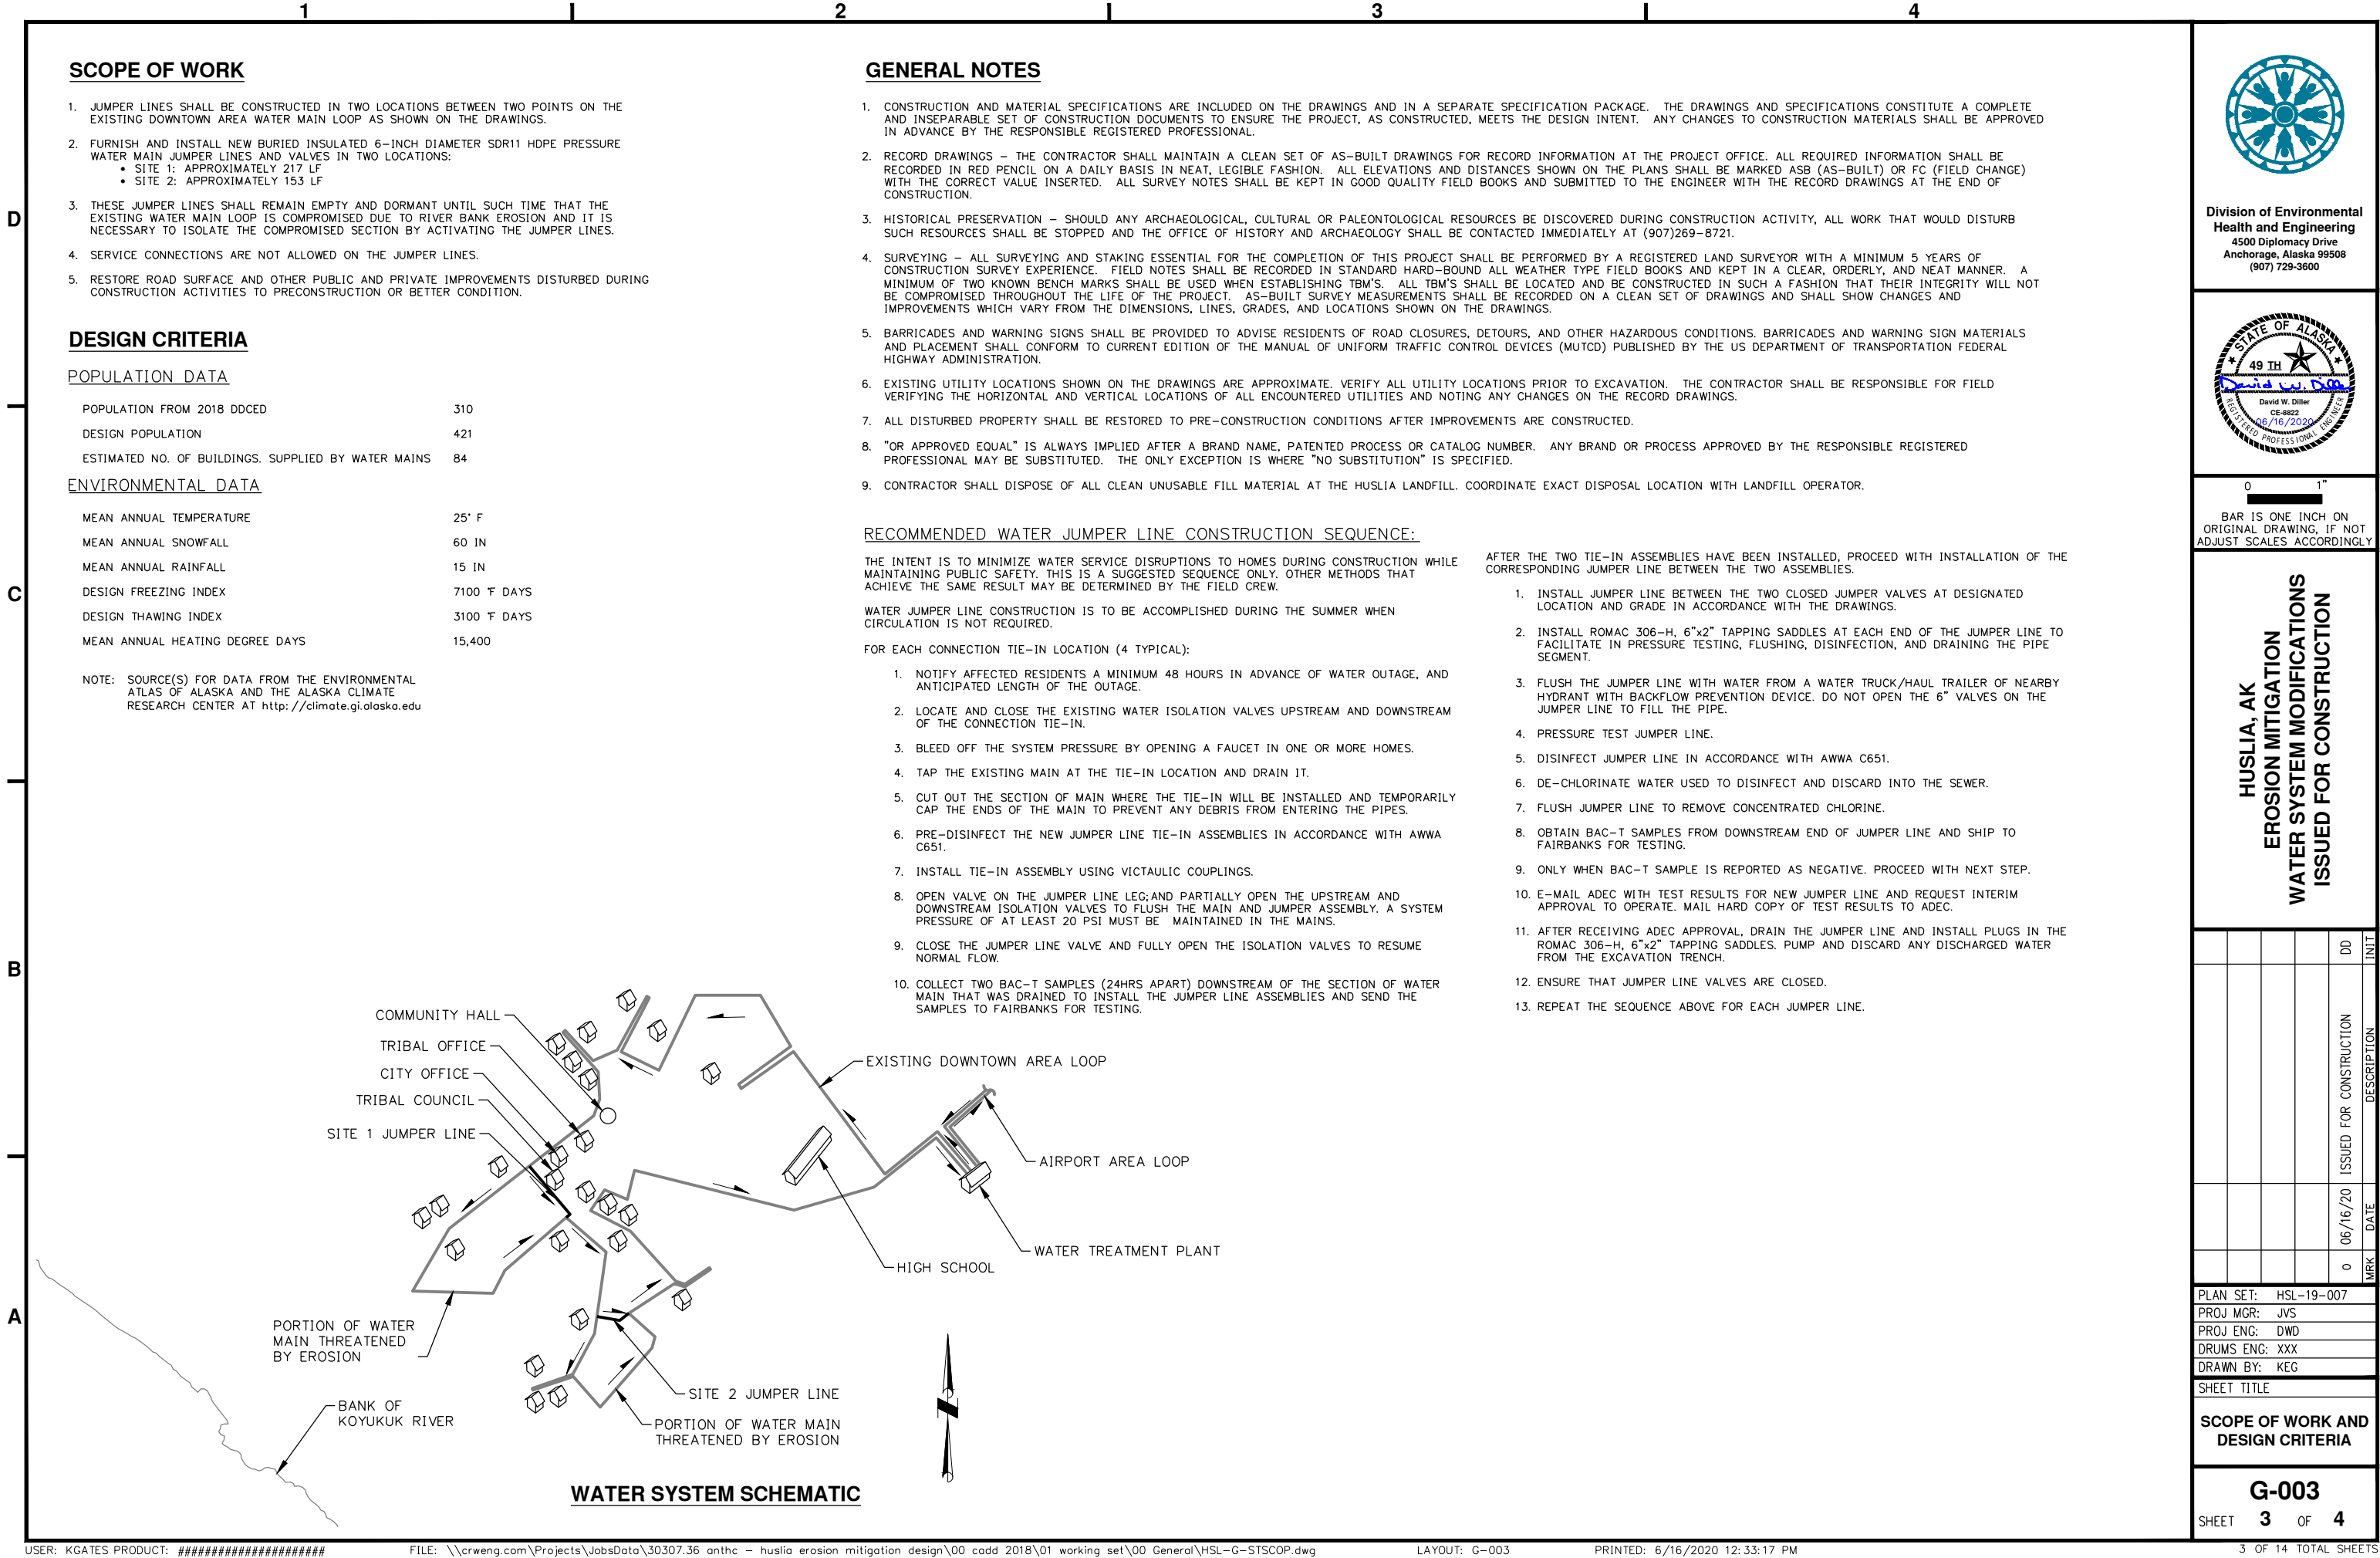 1 2 3 4
SCOPE OF WORK
1. JUMPER LINES SHALL BE CONSTRUCTED IN TWO LOCATIONS BETWEEN TWO POINTS ON THE
EXISTING DOWNTOWN AREA WATER MAIN LOOP AS SHOWN ON THE DRAWINGS.
2. FURNISH AND INSTALL NEW BURIED INSULATED 6-INCH DIAMETER SDR11 HDPE PRESSURE
WATER MAIN JUMPER LINES AND VALVES IN TWO LOCATIONS:
• SITE 1: APPROXIMATELY 217 LF
• SITE 2: APPROXIMATELY 153 LF
3. THESE JUMPER LINES SHALL REMAIN EMPTY AND DORMANT UNTIL SUCH TIME THAT THE
EXISTING WATER MAIN LOOP IS COMPROMISED DUE TO RIVER BANK EROSION AND IT IS
NECESSARY TO ISOLATE THE COMPROMISED SECTION BY ACTIVATING THE JUMPER LINES.
4. SERVICE CONNECTIONS ARE NOT ALLOWED ON THE JUMPER LINES.
5. RESTORE ROAD SURFACE AND OTHER PUBLIC AND PRIVATE IMPROVEMENTS DISTURBED DURING
CONSTRUCTION ACTIVITIES TO PRECONSTRUCTION OR BETTER CONDITION.
DESIGN CRITERIA
POPULATION DATA
POPULATION FROM 2018 DDCED 310
DESIGN POPULATION 421
ESTIMATED NO. OF BUILDINGS. SUPPLIED BY WATER MAINS 84
ENVIRONMENTAL DATA
MEAN ANNUAL TEMPERATURE 25° F
MEAN ANNUAL SNOWFALL 60 IN
MEAN ANNUAL RAINFALL 15 IN
DESIGN FREEZING INDEX 7100 °F DAYS
DESIGN THAWING INDEX 3100 °F DAYS
MEAN ANNUAL HEATING DEGREE DAYS 15,400
NOTE: SOURCE(S) FOR DATA FROM THE ENVIRONMENTAL
ATLAS OF ALASKA AND THE ALASKA CLIMATE
RESEARCH CENTER AT http://climate.gi.alaska.edu
GENERAL NOTES
1. CONSTRUCTION AND MATERIAL SPECIFICATIONS ARE INCLUDED ON THE DRAWINGS AND IN A SEPARATE SPECIFICATION PACKAGE. THE DRAWINGS AND SPECIFICATIONS CONSTITUTE A COMPLETE
AND INSEPARABLE SET OF CONSTRUCTION DOCUMENTS TO ENSURE THE PROJECT, AS CONSTRUCTED, MEETS THE DESIGN INTENT. ANY CHANGES TO CONSTRUCTION MATERIALS SHALL BE APPROVED
IN ADVANCE BY THE RESPONSIBLE REGISTERED PROFESSIONAL.
2. RECORD DRAWINGS - THE CONTRACTOR SHALL MAINTAIN A CLEAN SET OF AS-BUILT DRAWINGS FOR RECORD INFORMATION AT THE PROJECT OFFICE. ALL REQUIRED INFORMATION SHALL BE
RECORDED IN RED PENCIL ON A DAILY BASIS IN NEAT, LEGIBLE FASHION. ALL ELEVATIONS AND DISTANCES SHOWN ON THE PLANS SHALL BE MARKED ASB (AS-BUILT) OR FC (FIELD CHANGE)
WITH THE CORRECT VALUE INSERTED. ALL SURVEY NOTES SHALL BE KEPT IN GOOD QUALITY FIELD BOOKS AND SUBMITTED TO THE ENGINEER WITH THE RECORD DRAWINGS AT THE END OF
CONSTRUCTION.
3. HISTORICAL PRESERVATION - SHOULD ANY ARCHAEOLOGICAL, CULTURAL OR PALEONTOLOGICAL RESOURCES BE DISCOVERED DURING CONSTRUCTION ACTIVITY, ALL WORK THAT WOULD DISTURB
SUCH RESOURCES SHALL BE STOPPED AND THE OFFICE OF HISTORY AND ARCHAEOLOGY SHALL BE CONTACTED IMMEDIATELY AT (907)269-8721.
4. SURVEYING - ALL SURVEYING AND STAKING ESSENTIAL FOR THE COMPLETION OF THIS PROJECT SHALL BE PERFORMED BY A REGISTERED LAND SURVEYOR WITH A MINIMUM 5 YEARS OF
CONSTRUCTION SURVEY EXPERIENCE. FIELD NOTES SHALL BE RECORDED IN STANDARD HARD-BOUND ALL WEATHER TYPE FIELD BOOKS AND KEPT IN A CLEAR, ORDERLY, AND NEAT MANNER. A
MINIMUM OF TWO KNOWN BENCH MARKS SHALL BE USED WHEN ESTABLISHING TBM'S. ALL TBM'S SHALL BE LOCATED AND BE CONSTRUCTED IN SUCH A FASHION THAT THEIR INTEGRITY WILL NOT
BE COMPROMISED THROUGHOUT THE LIFE OF THE PROJECT. AS-BUILT SURVEY MEASUREMENTS SHALL BE RECORDED ON A CLEAN SET OF DRAWINGS AND SHALL SHOW CHANGES AND
IMPROVEMENTS WHICH VARY FROM THE DIMENSIONS, LINES, GRADES, AND LOCATIONS SHOWN ON THE DRAWINGS.
5. BARRICADES AND WARNING SIGNS SHALL BE PROVIDED TO ADVISE RESIDENTS OF ROAD CLOSURES, DETOURS, AND OTHER HAZARDOUS CONDITIONS. BARRICADES AND WARNING SIGN MATERIALS
AND PLACEMENT SHALL CONFORM TO CURRENT EDITION OF THE MANUAL OF UNIFORM TRAFFIC CONTROL DEVICES (MUTCD) PUBLISHED BY THE US DEPARTMENT OF TRANSPORTATION FEDERAL
HIGHWAY ADMINISTRATION.
6. EXISTING UTILITY LOCATIONS SHOWN ON THE DRAWINGS ARE APPROXIMATE. VERIFY ALL UTILITY LOCATIONS PRIOR TO EXCAVATION. THE CONTRACTOR SHALL BE RESPONSIBLE FOR FIELD
VERIFYING THE HORIZONTAL AND VERTICAL LOCATIONS OF ALL ENCOUNTERED UTILITIES AND NOTING ANY CHANGES ON THE RECORD DRAWINGS.
7. ALL DISTURBED PROPERTY SHALL BE RESTORED TO PRE-CONSTRUCTION CONDITIONS AFTER IMPROVEMENTS ARE CONSTRUCTED.
8. "OR APPROVED EQUAL" IS ALWAYS IMPLIED AFTER A BRAND NAME, PATENTED PROCESS OR CATALOG NUMBER. ANY BRAND OR PROCESS APPROVED BY THE RESPONSIBLE REGISTERED
PROFESSIONAL MAY BE SUBSTITUTED. THE ONLY EXCEPTION IS WHERE "NO SUBSTITUTION" IS SPECIFIED.
9. CONTRACTOR SHALL DISPOSE OF ALL CLEAN UNUSABLE FILL MATERIAL AT THE HUSLIA LANDFILL. COORDINATE EXACT DISPOSAL LOCATION WITH LANDFILL OPERATOR.
RECOMMENDED WATER JUMPER LINE CONSTRUCTION SEQUENCE:
THE INTENT IS TO MINIMIZE WATER SERVICE DISRUPTIONS TO HOMES DURING CONSTRUCTION WHILE
MAINTAINING PUBLIC SAFETY. THIS IS A SUGGESTED SEQUENCE ONLY. OTHER METHODS THAT
ACHIEVE THE SAME RESULT MAY BE DETERMINED BY THE FIELD CREW.
WATER JUMPER LINE CONSTRUCTION IS TO BE ACCOMPLISHED DURING THE SUMMER WHEN
CIRCULATION IS NOT REQUIRED.
FOR EACH CONNECTION TIE-IN LOCATION (4 TYPICAL):
1. NOTIFY AFFECTED RESIDENTS A MINIMUM 48 HOURS IN ADVANCE OF WATER OUTAGE, AND
ANTICIPATED LENGTH OF THE OUTAGE.
2. LOCATE AND CLOSE THE EXISTING WATER ISOLATION VALVES UPSTREAM AND DOWNSTREAM
OF THE CONNECTION TIE-IN.
3. BLEED OFF THE SYSTEM PRESSURE BY OPENING A FAUCET IN ONE OR MORE HOMES.
4. TAP THE EXISTING MAIN AT THE TIE-IN LOCATION AND DRAIN IT.
5. CUT OUT THE SECTION OF MAIN WHERE THE TIE-IN WILL BE INSTALLED AND TEMPORARILY
CAP THE ENDS OF THE MAIN TO PREVENT ANY DEBRIS FROM ENTERING THE PIPES.
6. PRE-DISINFECT THE NEW JUMPER LINE TIE-IN ASSEMBLIES IN ACCORDANCE WITH AWWA
C651.
7. INSTALL TIE-IN ASSEMBLY USING VICTAULIC COUPLINGS.
8. OPEN VALVE ON THE JUMPER LINE LEG;AND PARTIALLY OPEN THE UPSTREAM AND
DOWNSTREAM ISOLATION VALVES TO FLUSH THE MAIN AND JUMPER ASSEMBLY. A SYSTEM
PRESSURE OF AT LEAST 20 PSI MUST BE MAINTAINED IN THE MAINS.
9. CLOSE THE JUMPER LINE VALVE AND FULLY OPEN THE ISOLATION VALVES TO RESUME
NORMAL FLOW.
10. COLLECT TWO BAC-T SAMPLES (24HRS APART) DOWNSTREAM OF THE SECTION OF WATER
MAIN THAT WAS DRAINED TO INSTALL THE JUMPER LINE ASSEMBLIES AND SEND THE
SAMPLES TO FAIRBANKS FOR TESTING.
AFTER THE TWO TIE-IN ASSEMBLIES HAVE BEEN INSTALLED, PROCEED WITH INSTALLATION OF THE
CORRESPONDING JUMPER LINE BETWEEN THE TWO ASSEMBLIES.
1. INSTALL JUMPER LINE BETWEEN THE TWO CLOSED JUMPER VALVES AT DESIGNATED
LOCATION AND GRADE IN ACCORDANCE WITH THE DRAWINGS.
2. INSTALL ROMAC 306-H, 6"x2" TAPPING SADDLES AT EACH END OF THE JUMPER LINE TO
FACILITATE IN PRESSURE TESTING, FLUSHING, DISINFECTION, AND DRAINING THE PIPE
SEGMENT.
3. FLUSH THE JUMPER LINE WITH WATER FROM A WATER TRUCK/HAUL TRAILER OF NEARBY
HYDRANT WITH BACKFLOW PREVENTION DEVICE. DO NOT OPEN THE 6" VALVES ON THE
JUMPER LINE TO FILL THE PIPE.
4. PRESSURE TEST JUMPER LINE.
5. DISINFECT JUMPER LINE IN ACCORDANCE WITH AWWA C651.
6. DE-CHLORINATE WATER USED TO DISINFECT AND DISCARD INTO THE SEWER.
7. FLUSH JUMPER LINE TO REMOVE CONCENTRATED CHLORINE.
8. OBTAIN BAC-T SAMPLES FROM DOWNSTREAM END OF JUMPER LINE AND SHIP TO
FAIRBANKS FOR TESTING.
9. ONLY WHEN BAC-T SAMPLE IS REPORTED AS NEGATIVE. PROCEED WITH NEXT STEP.
10. E-MAIL ADEC WITH TEST RESULTS FOR NEW JUMPER LINE AND REQUEST INTERIM
APPROVAL TO OPERATE. MAIL HARD COPY OF TEST RESULTS TO ADEC.
11. AFTER RECEIVING ADEC APPROVAL, DRAIN THE JUMPER LINE AND INSTALL PLUGS IN THE
ROMAC 306-H, 6"x2" TAPPING SADDLES. PUMP AND DISCARD ANY DISCHARGED WATER
FROM THE EXCAVATION TRENCH.
12. ENSURE THAT JUMPER LINE VALVES ARE CLOSED.
13. REPEAT THE SEQUENCE ABOVE FOR EACH JUMPER LINE.
D
C
B
A
COMMUNITY HALL
TRIBAL OFFICE
CITY OFFICE
TRIBAL COUNCIL
SITE 1 JUMPER LINE
EXISTING DOWNTOWN AREA LOOP
AIRPORT AREA LOOP
WATER TREATMENT PLANT
HIGH SCHOOL
PORTION OF WATER
MAIN THREATENED
BY EROSION
BANK OF
KOYUKUK RIVER
SITE 2 JUMPER LINE
PORTION OF WATER MAIN
THREATENED BY EROSION
N
WATER SYSTEM SCHEMATIC
Division of Environmental
Health and Engineering
4500 Diplomacy Drive
Anchorage, Alaska 99508
(907) 729-3600
STATE OF ALASKA
49 TH
David W. Diller
David W. Diller
CE-8822
06/16/2020
REGISTERED PROFESSIONAL ENGINEER
0 1"
BAR IS ONE INCH ON
ORIGINAL DRAWING, IF NOT
ADJUST SCALES ACCORDINGLY
HUSLIA, AK
EROSION MITIGATION
WATER SYSTEM MODIFICATIONS
ISSUED FOR CONSTRUCTION
0 06/16/20 ISSUED FOR CONSTRUCTION DD
MRK DATE DESCRIPTION INIT
PLAN SET: HSL-19-007
PROJ MGR: JVS
PROJ ENG: DWD
DRUMS ENG: XXX
DRAWN BY: KEG
SHEET TITLE
SCOPE OF WORK AND
DESIGN CRITERIA
G-003
SHEET 3 OF 4
USER: KGATES PRODUCT: ######################
FILE: \\crweng.com\Projects\JobsData\30307.36 anthc - huslia erosion mitigation design\00 cadd 2018\01 working set\00 General\HSL-G-STSCOP.dwg
LAYOUT: G-003
PRINTED: 6/16/2020 12:33:17 PM
3 OF 14 TOTAL SHEETS